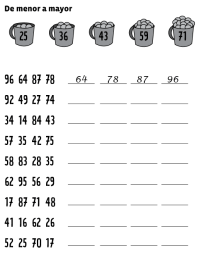 De menor a mayor
25 36 43 59 71
96 64 87 78 64 78 87 96
92 49 27 74
34 14 84 43
57 35 42 75
58 83 28 35
62 95 56 29
17 87 71 48
41 16 62 26
52 25 70 17